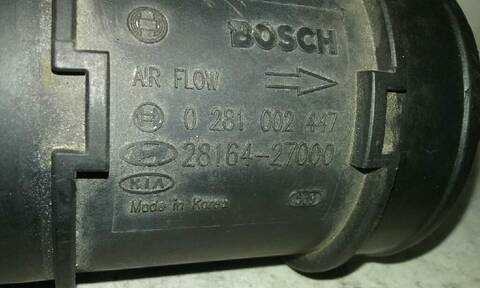 BOSCH
AIR FLOW
0 281 002 447
28164-27000
KIA
Made in Korea